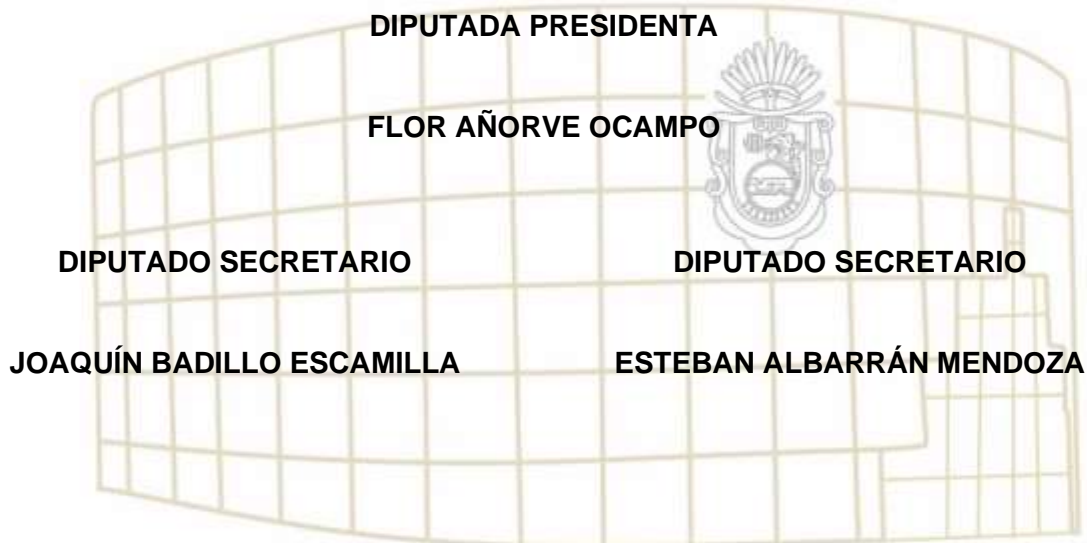 DIPUTADA PRESIDENTA
FLOR AÑORVE OCAMPO
DIPUTADO SECRETARIO DIPUTADO SECRETARIO
JOAQUÍN BADILLO ESCAMILLA ESTEBAN ALBARRÁN MENDOZA